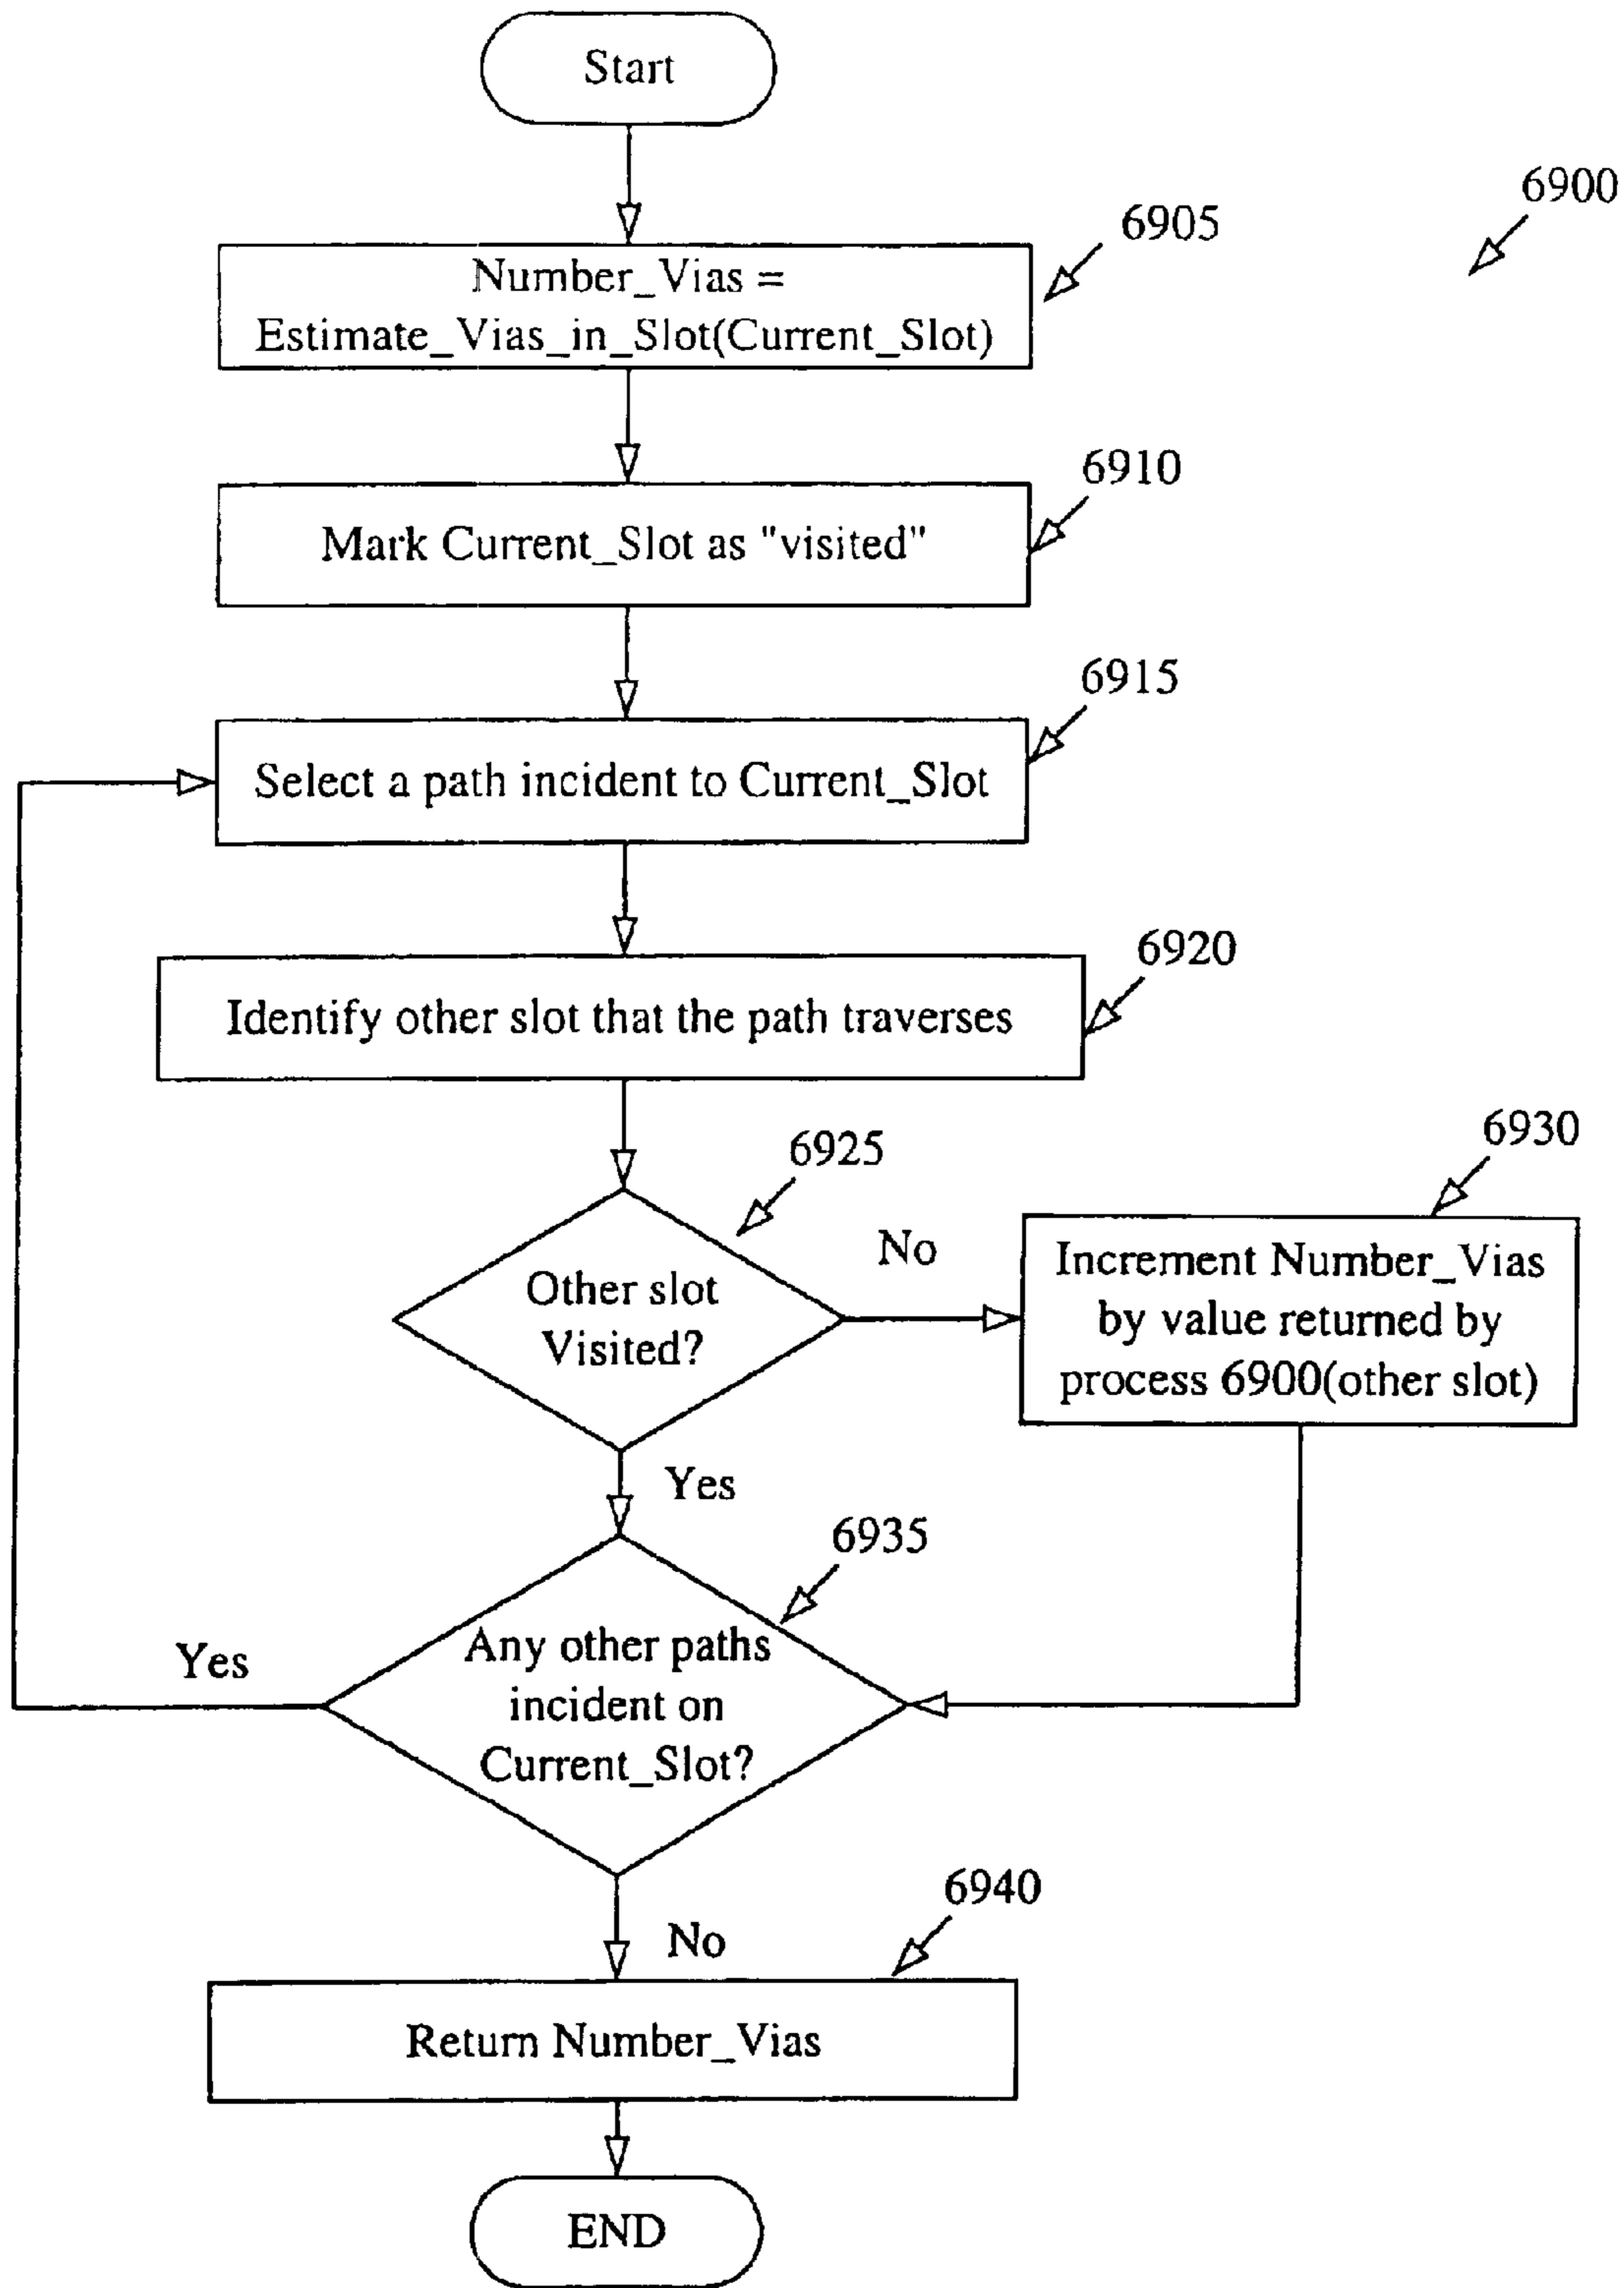 Start
6900
6905
Number_Vias =
Estimate_Vias_in_Slot(Current_Slot)
6910
Mark Current_Slot as "visited"
6915
Select a path incident to Current_Slot
6920
Identify other slot that the path traverses
6925
6930
Other slot
Visited?
No
Increment Number_Vias
by value returned by
process 6900(other slot)
Yes
6935
Any other paths
incident on
Current_Slot?
Yes
6940
No
Return Number_Vias
END